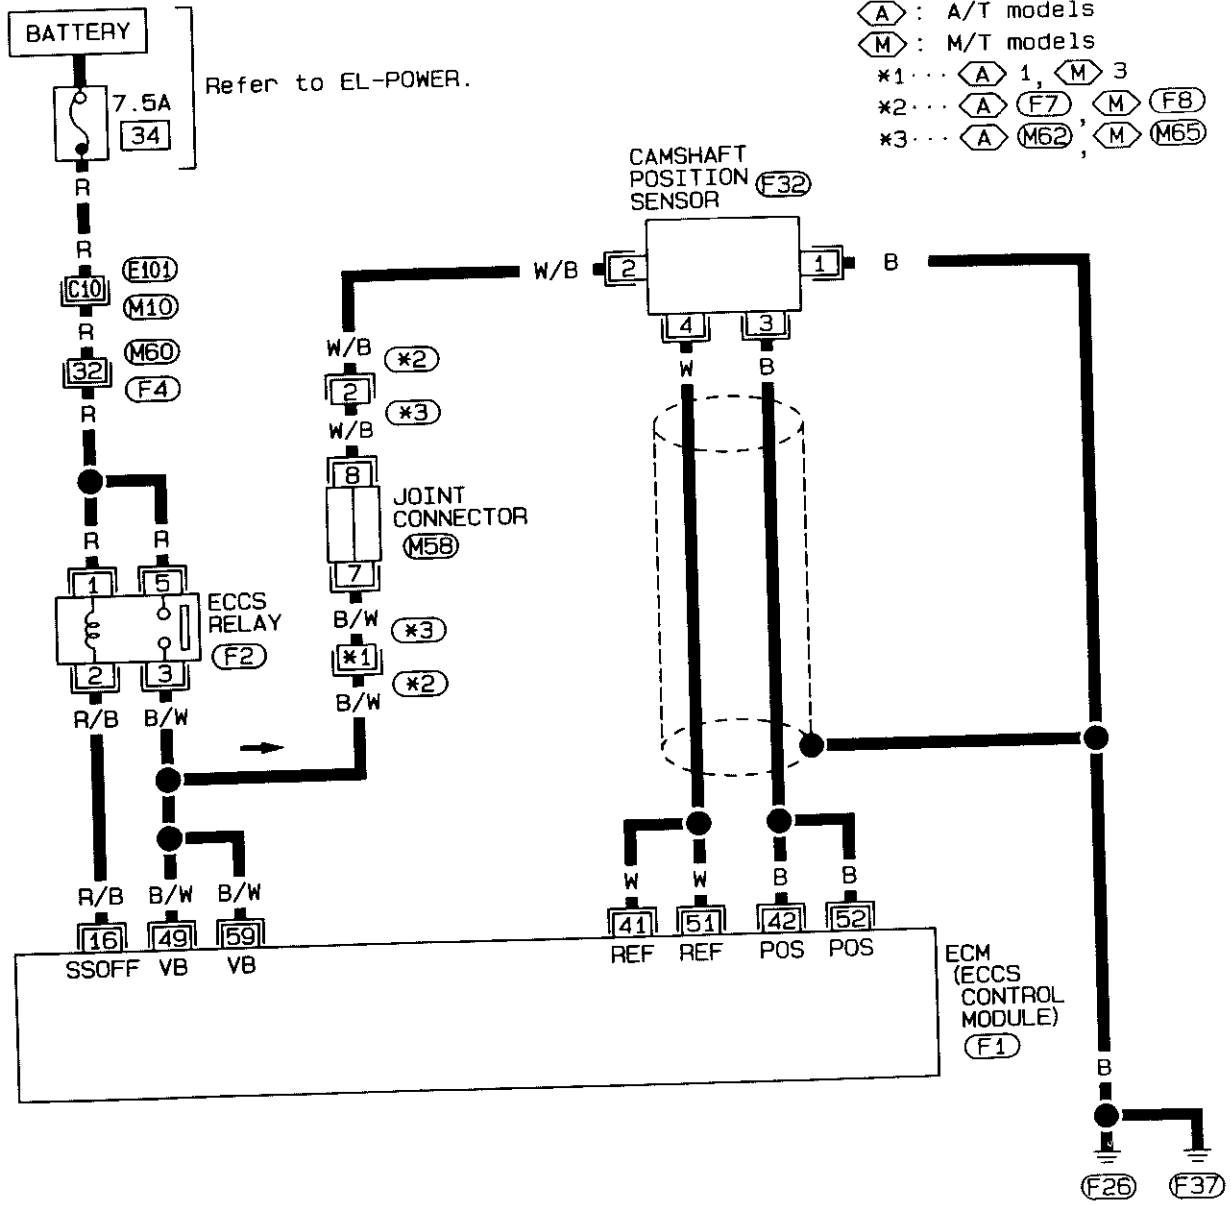 BATTERY
7.5A
34
Refer to EL-POWER.
A : A/T models
M : M/T models
*1··· A 1, M 3
*2··· A F7, M F8
*3··· A M62, M M65
R
R
C10
E101
M10
R
32
M60
F4
R
R
R
1
5
ECCS
RELAY
F2
2
3
R/B
B/W
W/B
*2
2
*3
W/B
8
JOINT
CONNECTOR
M58
7
B/W
*3
*1
*2
B/W
CAMSHAFT
POSITION
SENSOR
F32
W/B
2
1
B
4
3
W
B
R/B
B/W
B/W
W
W
B
B
16
49
59
41
51
42
52
SSOFF
VB
VB
REF
REF
POS
POS
ECM
(ECCS
CONTROL
MODULE)
F1
B
F26
F37